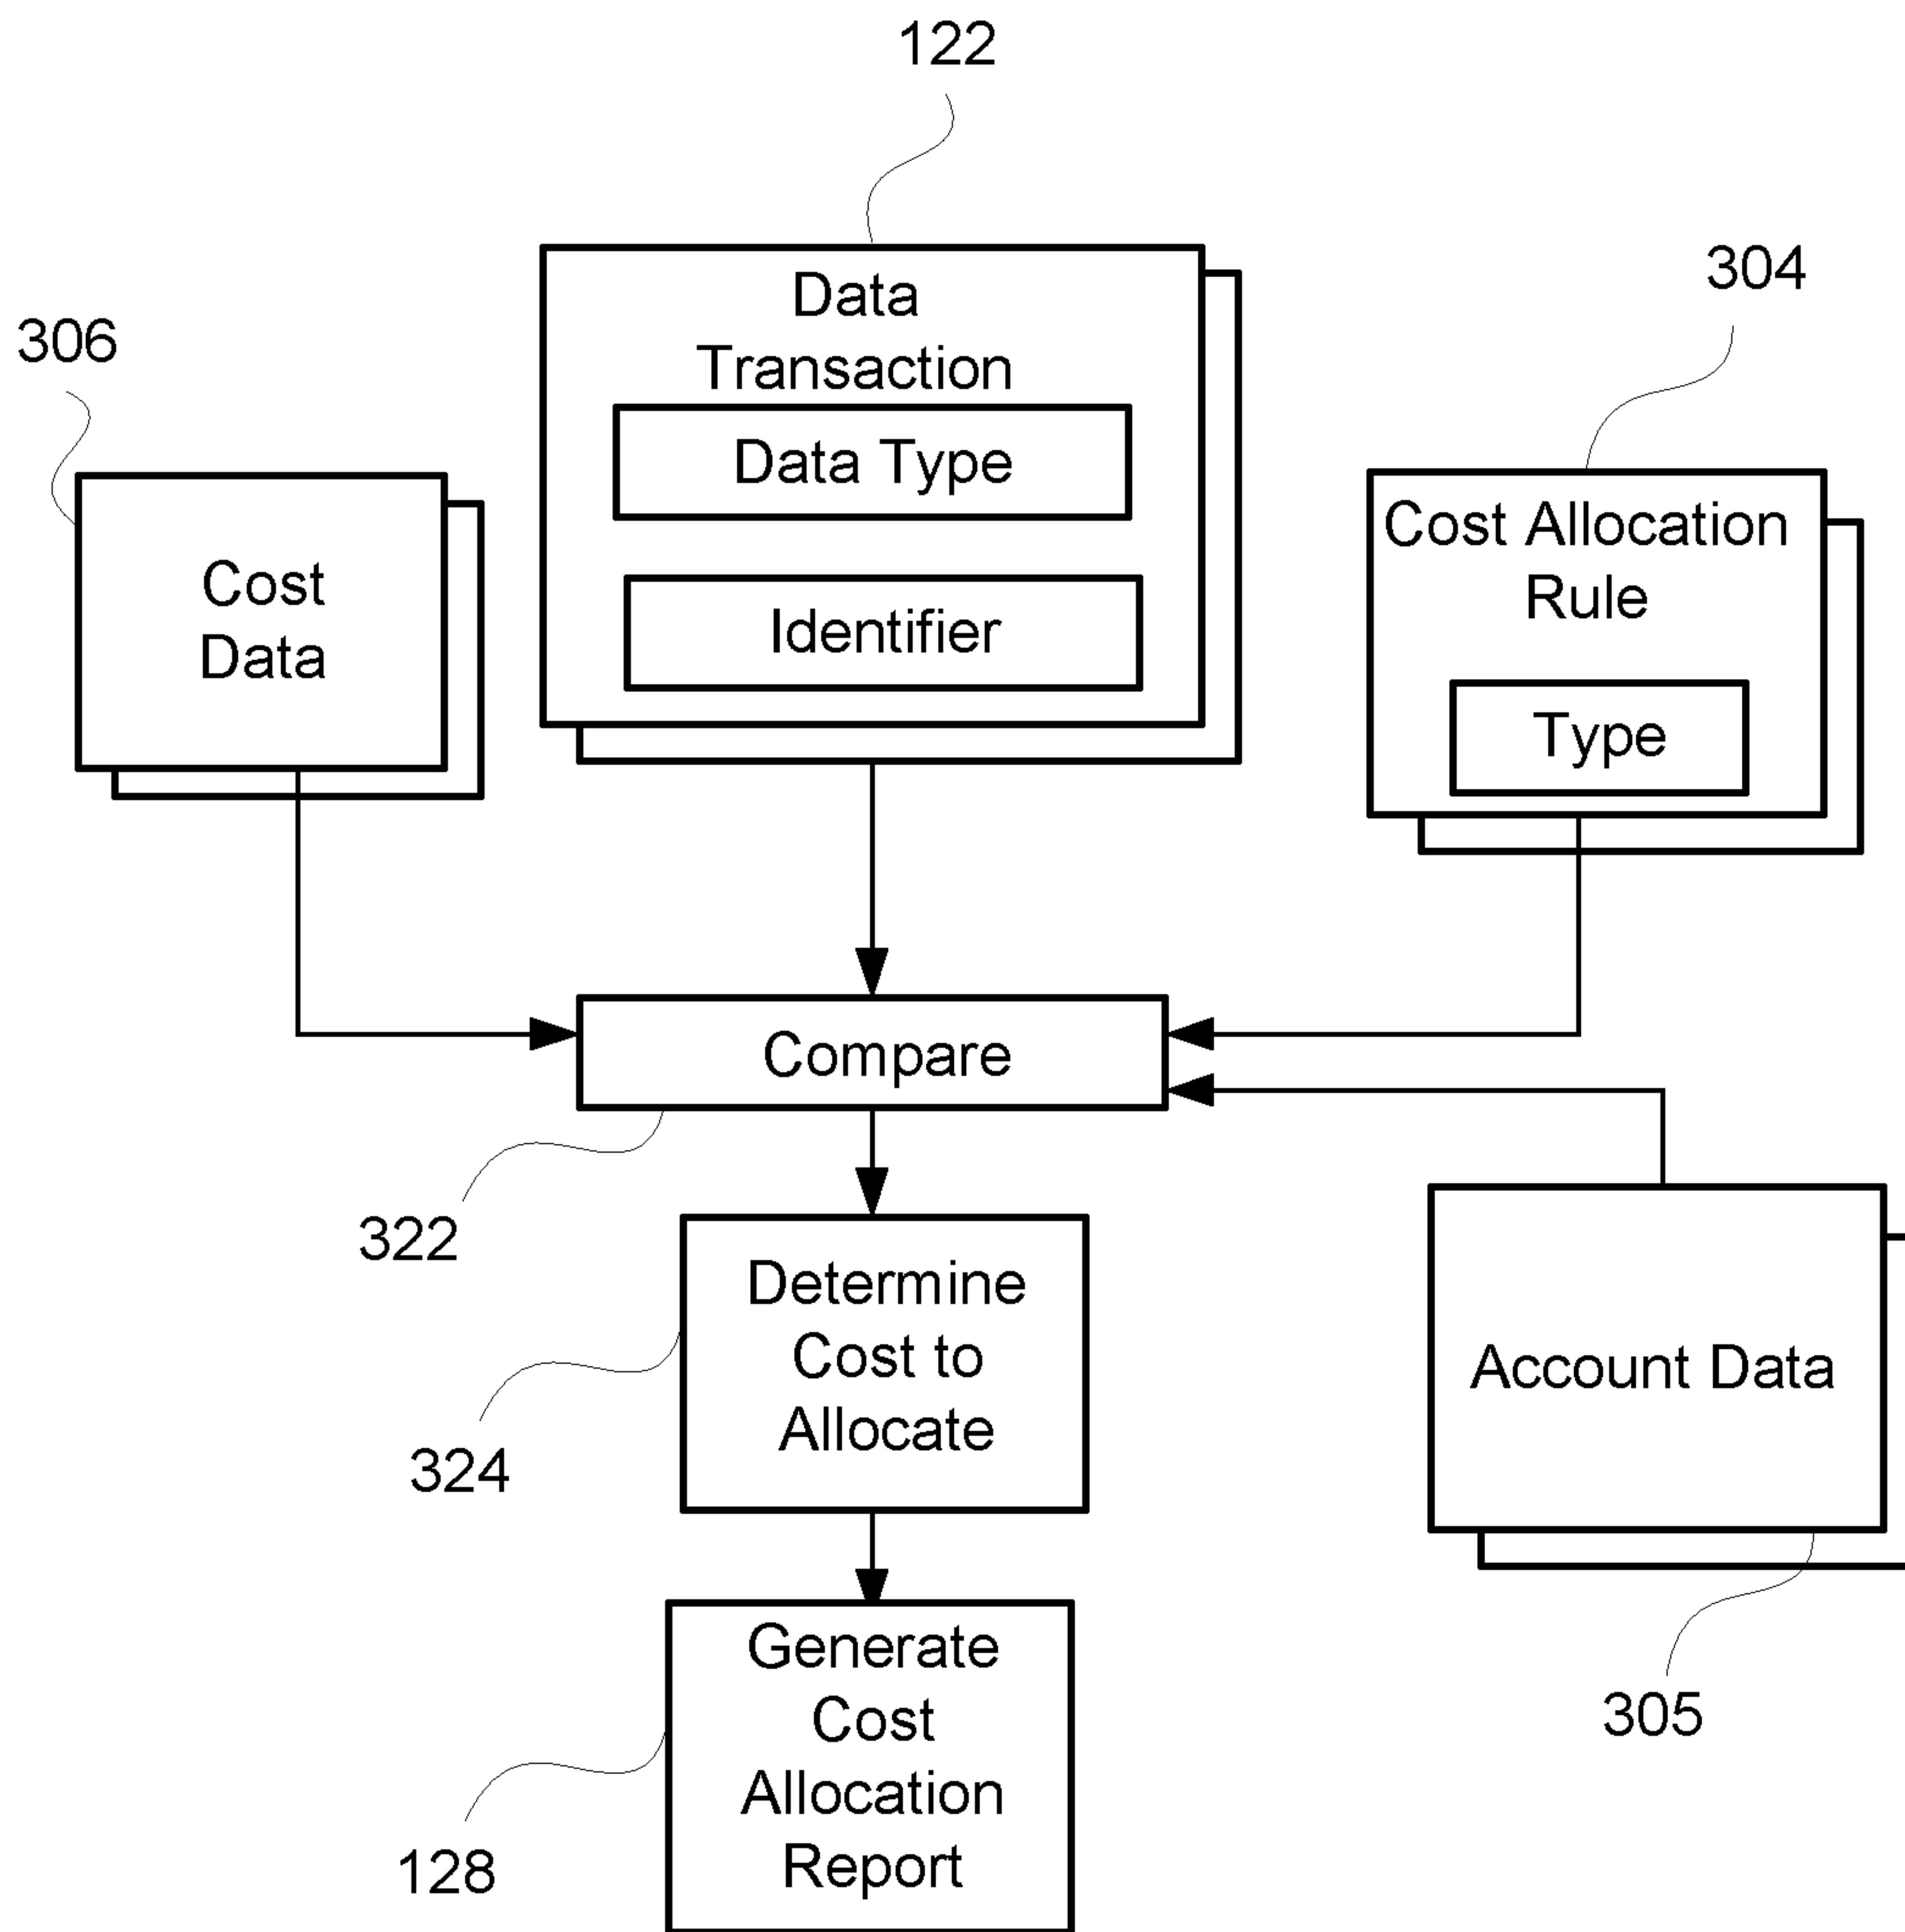 122
Data
Transaction
Data Type
Identifier
304
Cost Allocation
Rule
Type
306
Cost
Data
Compare
322
Determine
Cost to
Allocate
324
Account Data
305
Generate
Cost
Allocation
Report
128